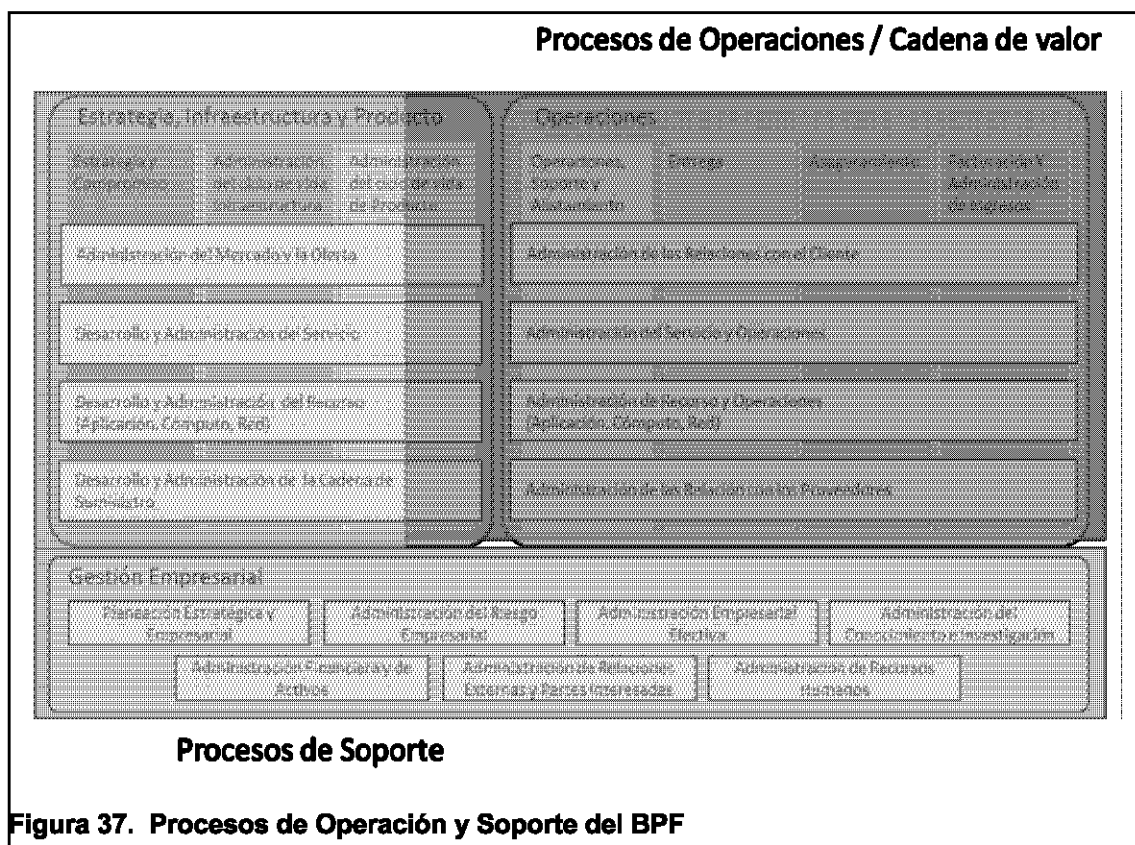 Procesos de Operaciones / Cadena de valor
Estrategia, Infraestructura y Producto
Operaciones
Estrategia y
Compromiso
Administración
del ciclo de vida
Infraestructura
Administración
del ciclo de vida
de Producto
Operaciones,
Soporte y
Alistamiento
Entrega
Aseguramiento
Facturación Y
Administración
de Ingresos
Administración del Mercado y la Oferta
Administración de las Relaciones con el Cliente
Desarrollo y Administración del Servicio
Administración del Servicio y Operaciones
Desarrollo y Administración del Recurso
(Aplicación, Cómputo, Red)
Administración de Recurso y Operaciones
(Aplicación, Cómputo, Red)
Desarrollo y Administración de la Cadena de
Suministro
Administración de las Relación con los Proveedores
Gestión Empresarial
Planeación Estratégica y
Empresarial
Administración del Riesgo
Empresarial
Administración Empresarial
Efectiva
Administración del
Conocimiento e Investigación
Administración Financiera y de
Activos
Administración de Relaciones
Externas y Partes Interesadas
Administración de Recursos
Humanos
Procesos de Soporte
Figura 37. Procesos de Operación y Soporte del BPF